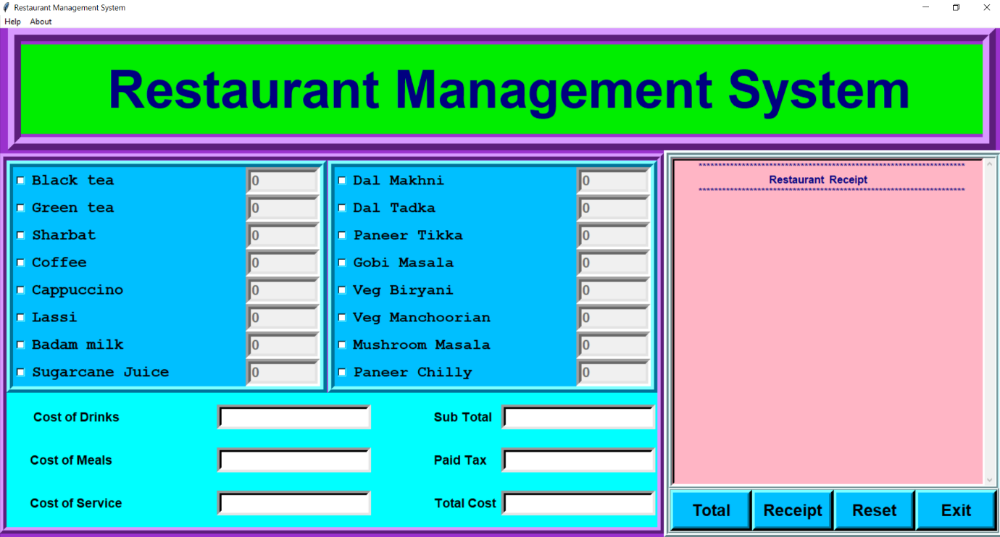 Restaurant Management System
Help About
Restaurant Management System
Black tea 0
Green tea 0
Sharbat 0
Coffee 0
Cappuccino 0
Lassi 0
Badam milk 0
Sugarcane Juice 0
Dal Makhni 0
Dal Tadka 0
Paneer Tikka 0
Gobi Masala 0
Veg Biryani 0
Veg Manchoorian 0
Mushroom Masala 0
Paneer Chilly 0
Cost of Drinks
Cost of Meals
Cost of Service
Sub Total
Paid Tax
Total Cost
Restaurant Receipt
Total Receipt Reset Exit